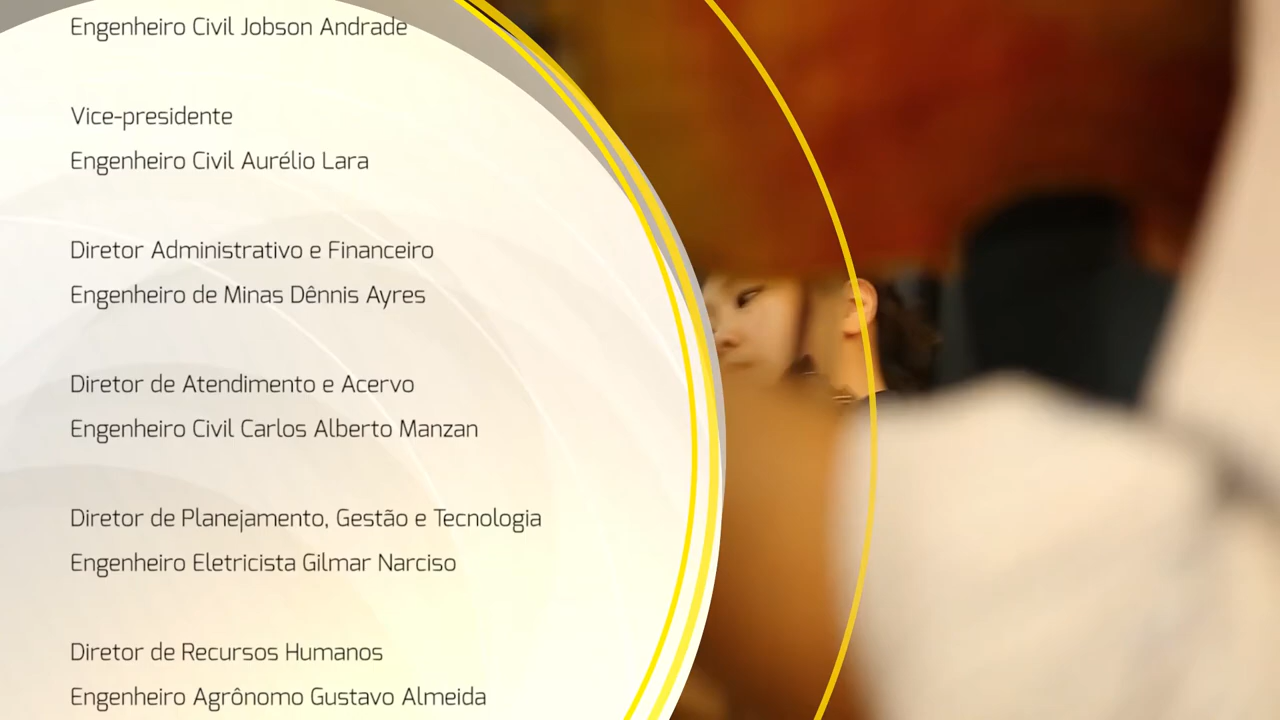 Engenheiro Civil Jobson Andrade
Vice-presidente
Engenheiro Civil Aurélio Lara
Diretor Administrativo e Financeiro
Engenheiro de Minas Dênnis Ayres
Diretor de Atendimento e Acervo
Engenheiro Civil Carlos Alberto Manzan
Diretor de Planejamento, Gestão e Tecnologia
Engenheiro Eletricista Gilmar Narciso
Diretor de Recursos Humanos
Engenheiro Agrônomo Gustavo Almeida